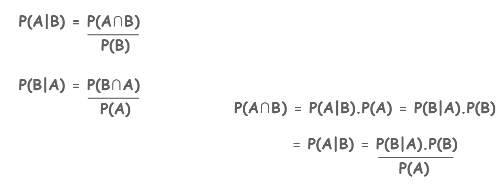 P(A|B) = P(A∩B)
P(B)
P(B|A) = P(B∩A)
P(A)
P(A∩B) = P(A|B).P(A) = P(B|A).P(B)
= P(A|B) = P(B|A).P(B)
P(A)